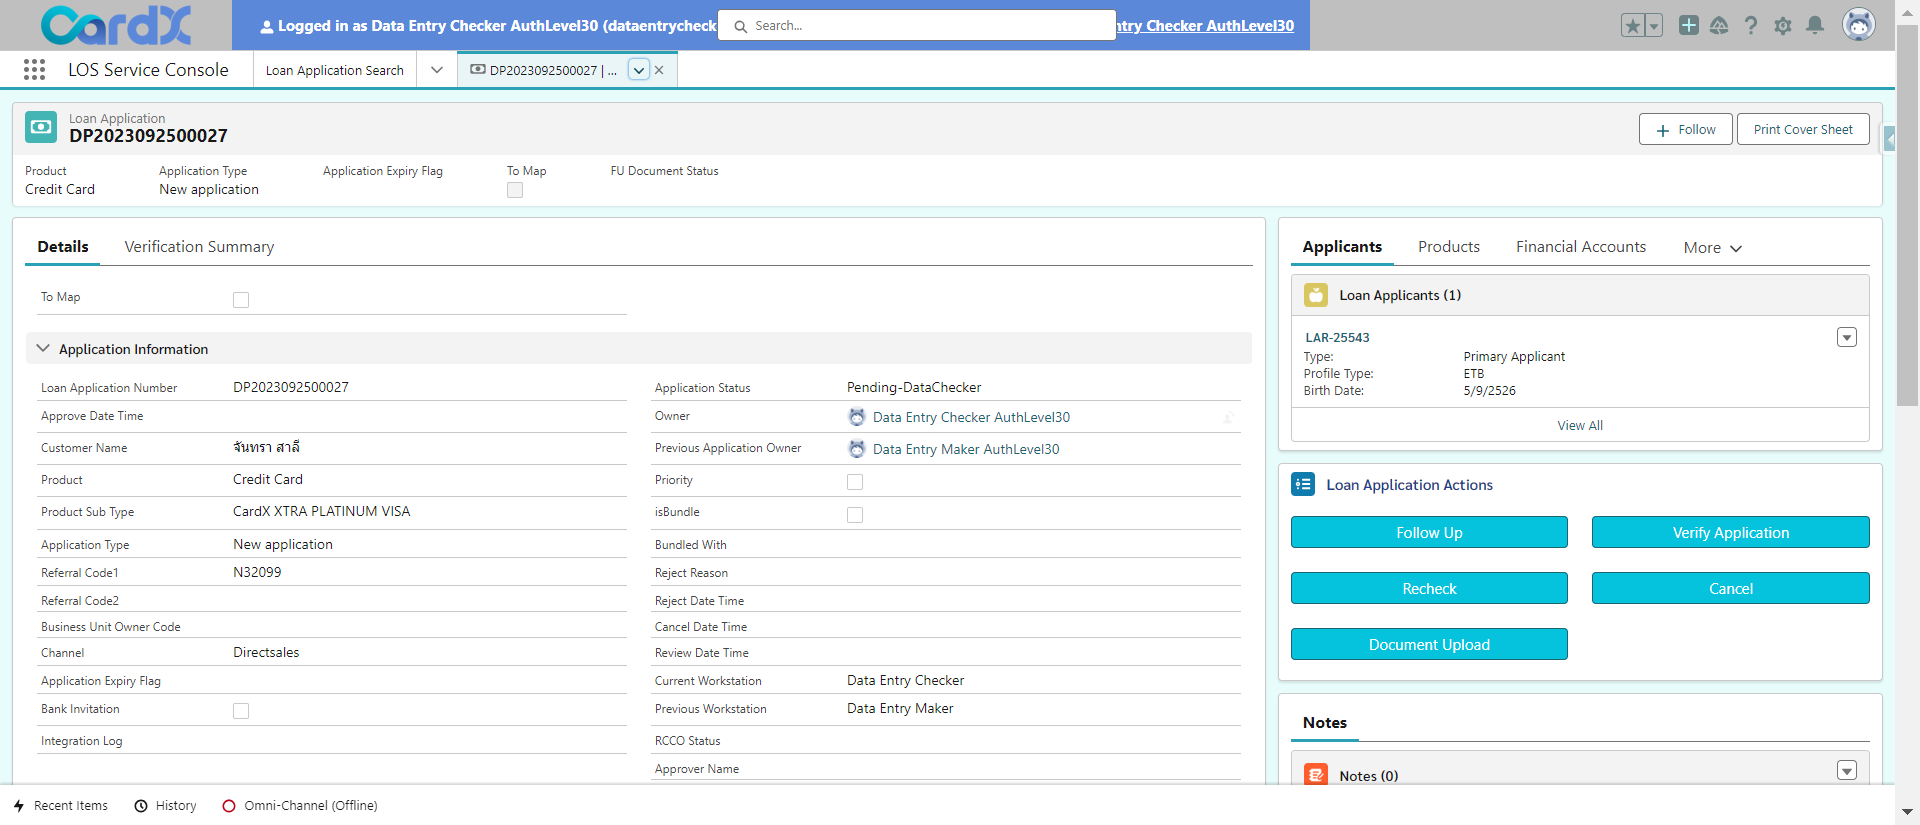 CardX
Logged in as Data Entry Checker AuthLevel30 (dataentrycheck
Search...
ntry Checker AuthLevel30
LOS Service Console
Loan Application Search
DP2023092500027 | ...
Loan Application
DP2023092500027
Follow
Print Cover Sheet
Product
Application Type
Application Expiry Flag
To Map
FU Document Status
Credit Card
New application
Details
Verification Summary
To Map
Application Information
Loan Application Number
DP2023092500027
Approve Date Time
Customer Name
จันทรา สาลี
Product
Credit Card
Product Sub Type
CardX XTRA PLATINUM VISA
Application Type
New application
Referral Code1
N32099
Referral Code2
Business Unit Owner Code
Channel
Directsales
Application Expiry Flag
Bank Invitation
Integration Log
Application Status
Pending-DataChecker
Owner
Data Entry Checker AuthLevel30
Previous Application Owner
Data Entry Maker AuthLevel30
Priority
isBundle
Bundled With
Reject Reason
Reject Date Time
Cancel Date Time
Review Date Time
Current Workstation
Data Entry Checker
Previous Workstation
Data Entry Maker
RCCO Status
Approver Name
Applicants
Products
Financial Accounts
More
Loan Applicants (1)
LAR-25543
Type:
Primary Applicant
Profile Type:
ETB
Birth Date:
5/9/2526
View All
Loan Application Actions
Follow Up
Verify Application
Recheck
Cancel
Document Upload
Notes
Notes (0)
Recent Items
History
Omni-Channel (Offline)